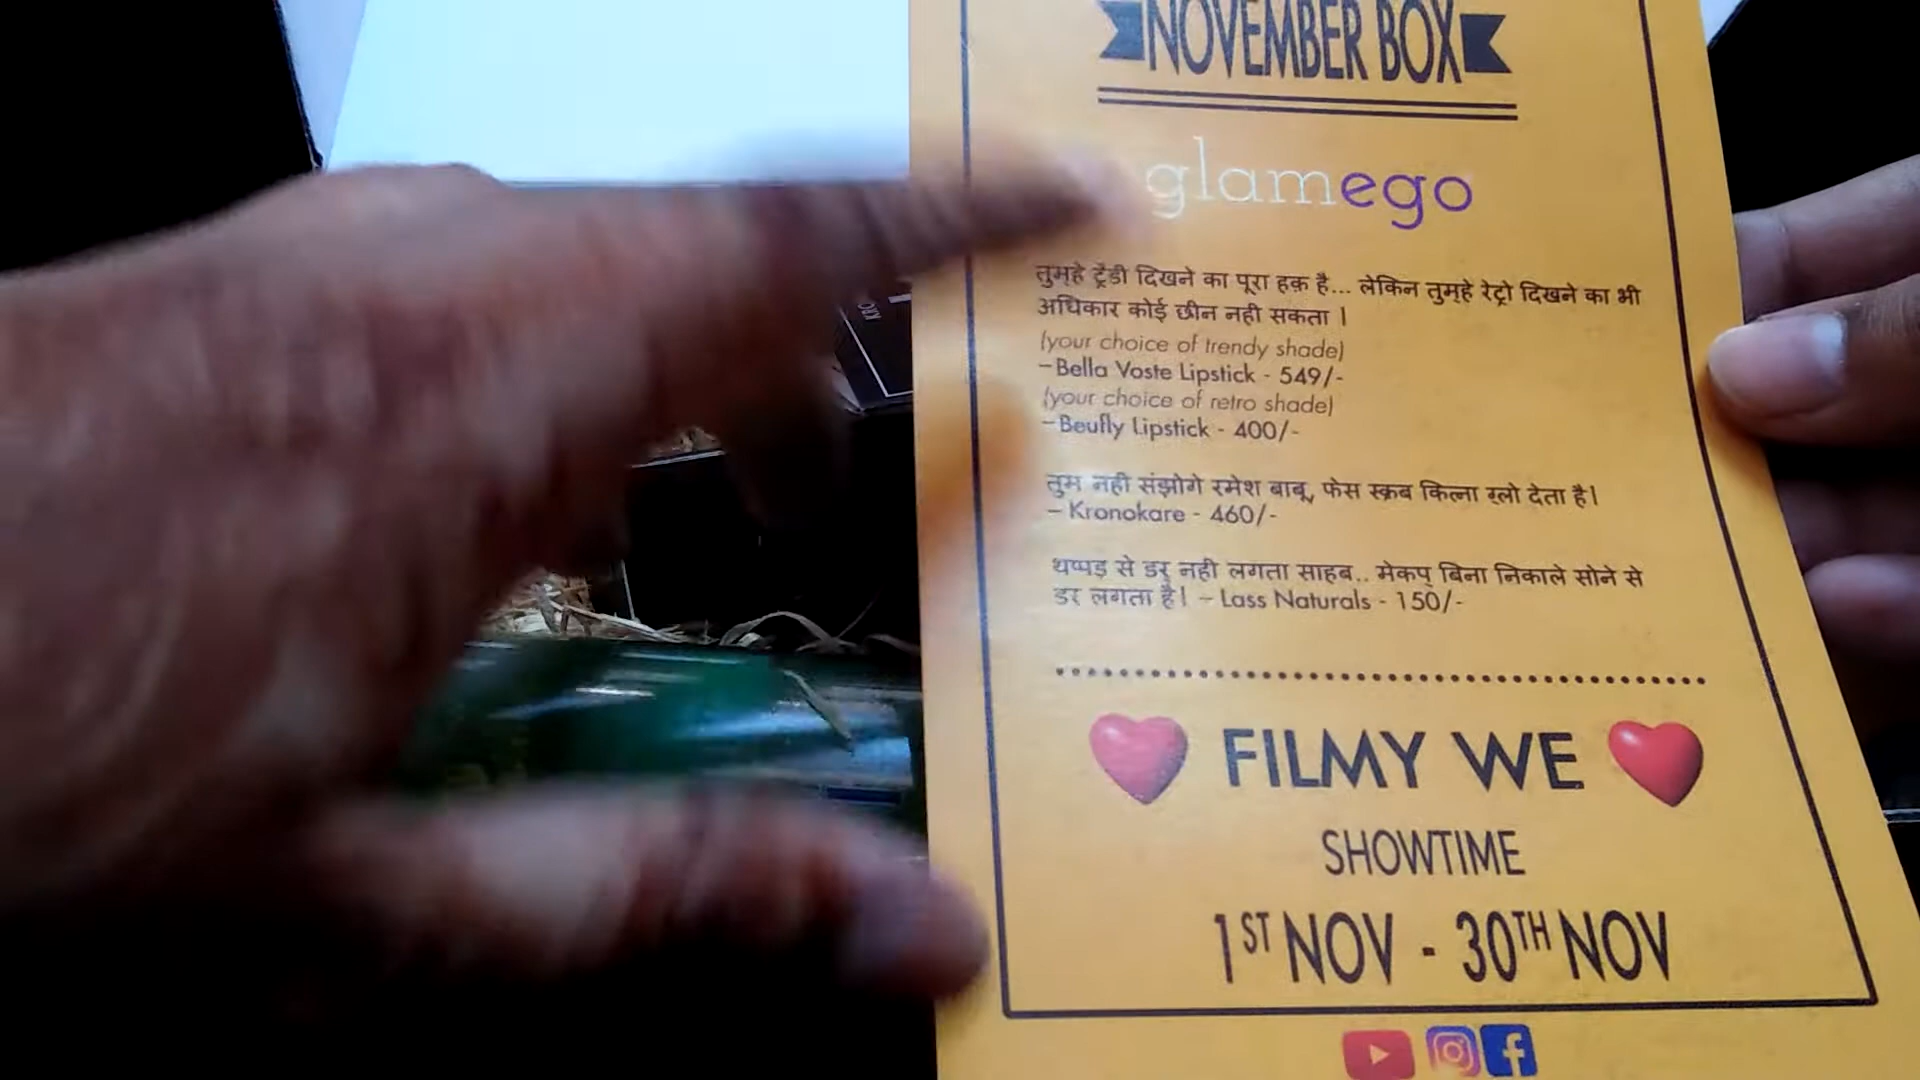 NOVEMBER BOX
glamego
तुम्हे ट्रेंडी दिखने का पूरा हक़ है... लेकिन तुम्हे रेट्रो दिखने का भी
अधिकार कोई छीन नही सकता ।
(your choice of trendy shade)
–Bella Voste Lipstick - 549/-
(your choice of retro shade)
–Beufly Lipstick - 400/-
तुम नही संझोगे रमेश बाबू, फेस स्क्रब कित्ना ग्लो देता है।
– Kronokare - 460/-
थप्पड़ से डर् नही लगता साहब.. मेकप् बिना निकाले सोने से
डर लगता है। – Lass Naturals - 150/-
FILMY WE
SHOWTIME
1ST NOV - 30TH NOV